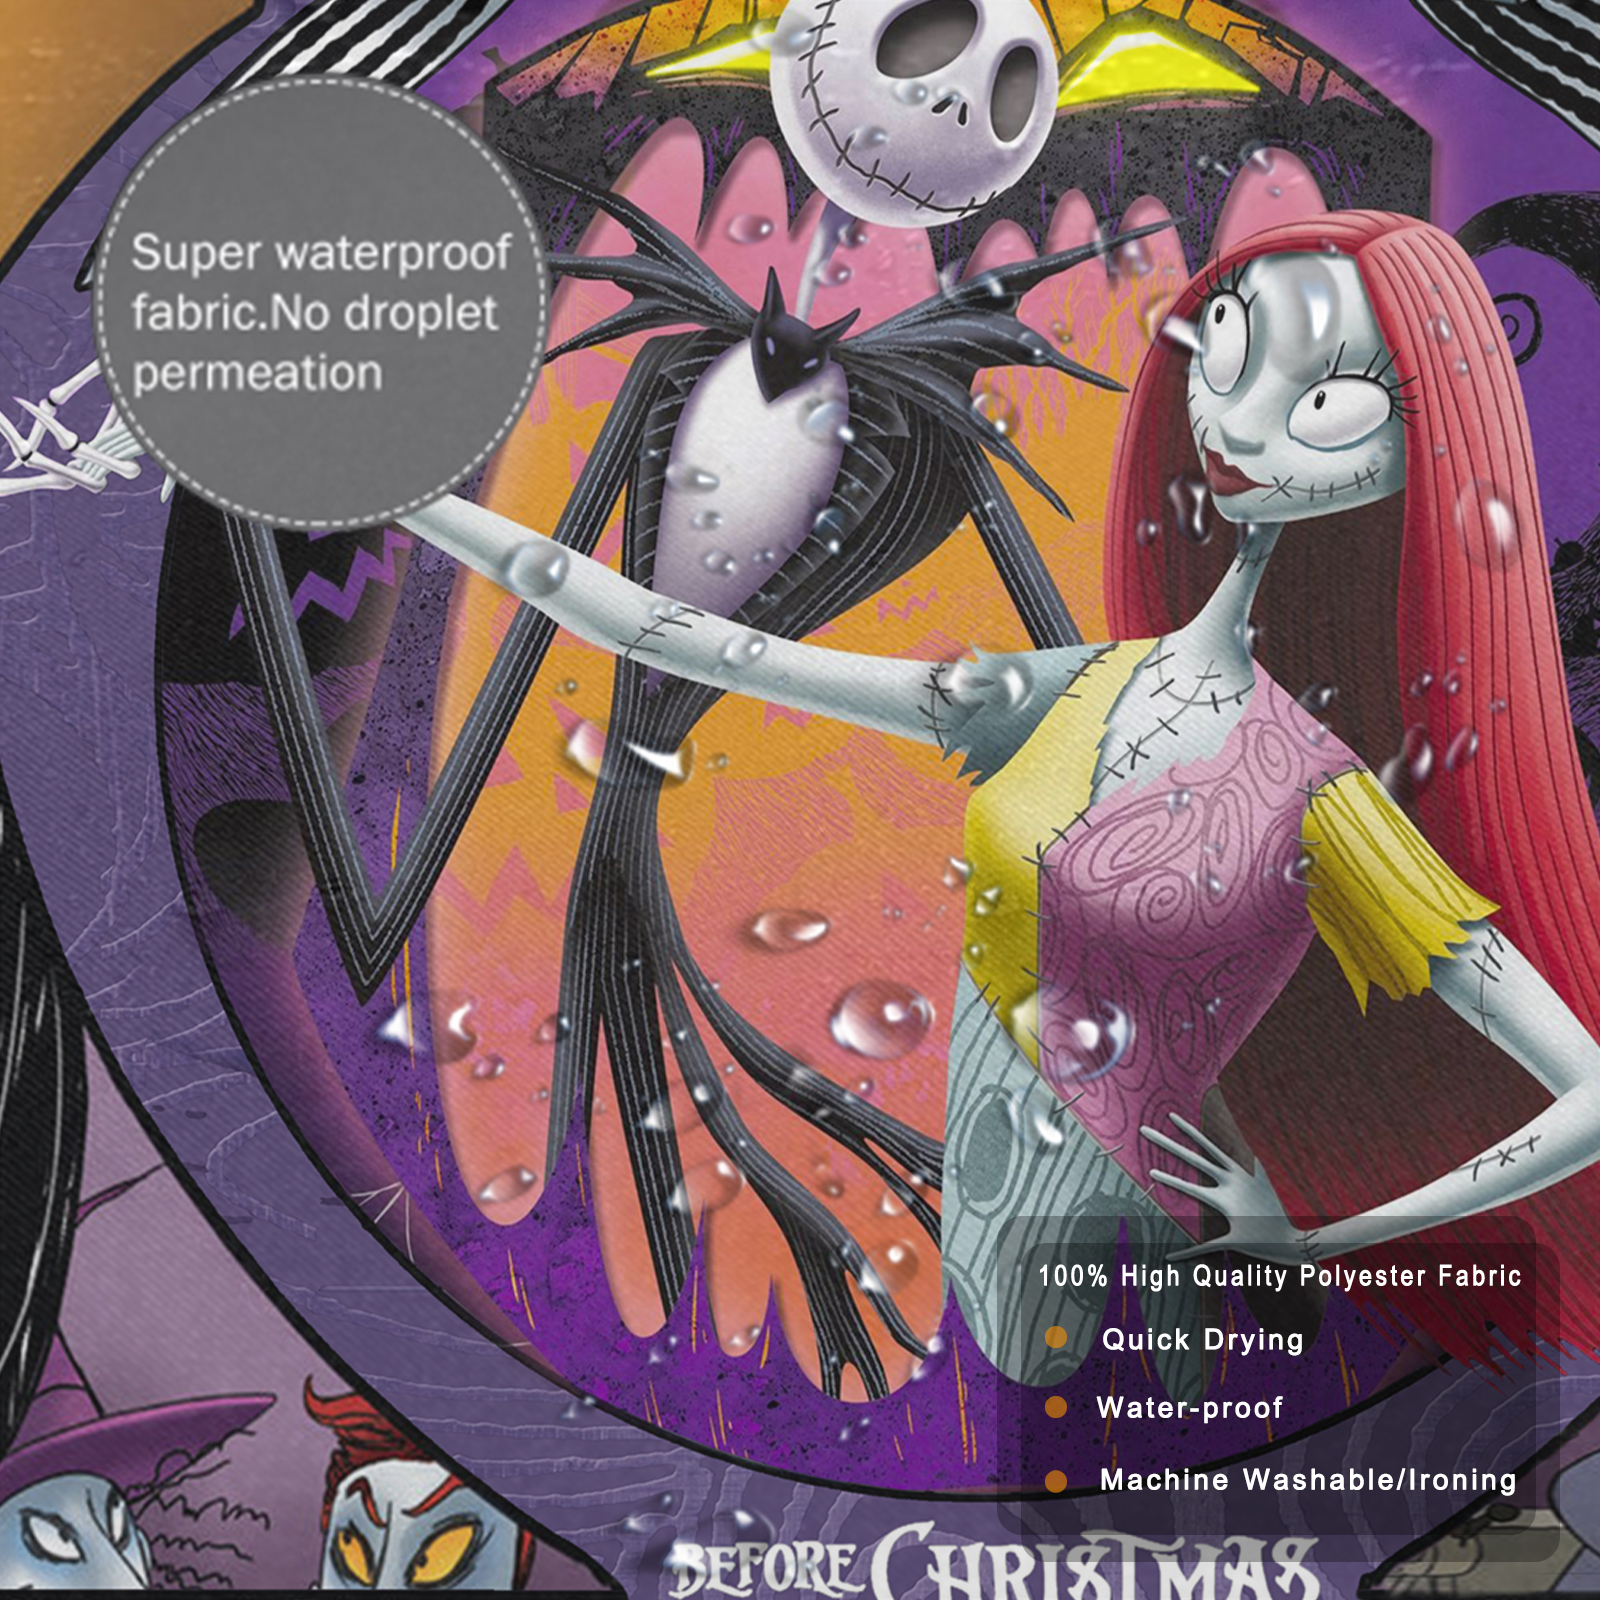 Super waterproof
fabric.No droplet
permeation
100% High Quality Polyester Fabric
Quick Drying
Water-proof
Machine Washable/Ironing
BEFORE CHRISTMAS